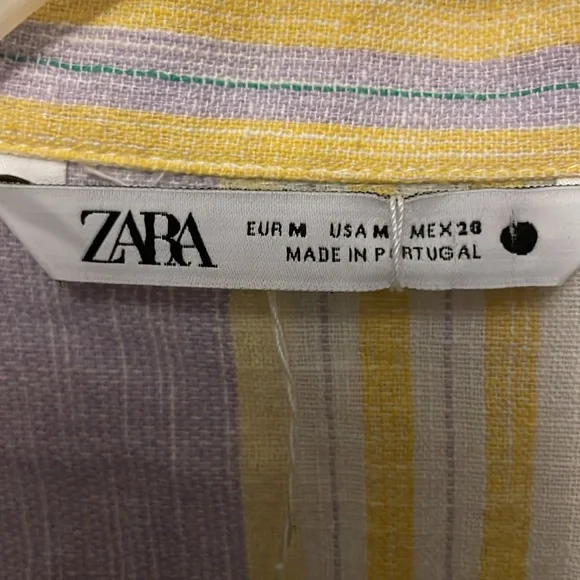 ZARA
EUR M USA M MEX 28
MADE IN PORTUGAL